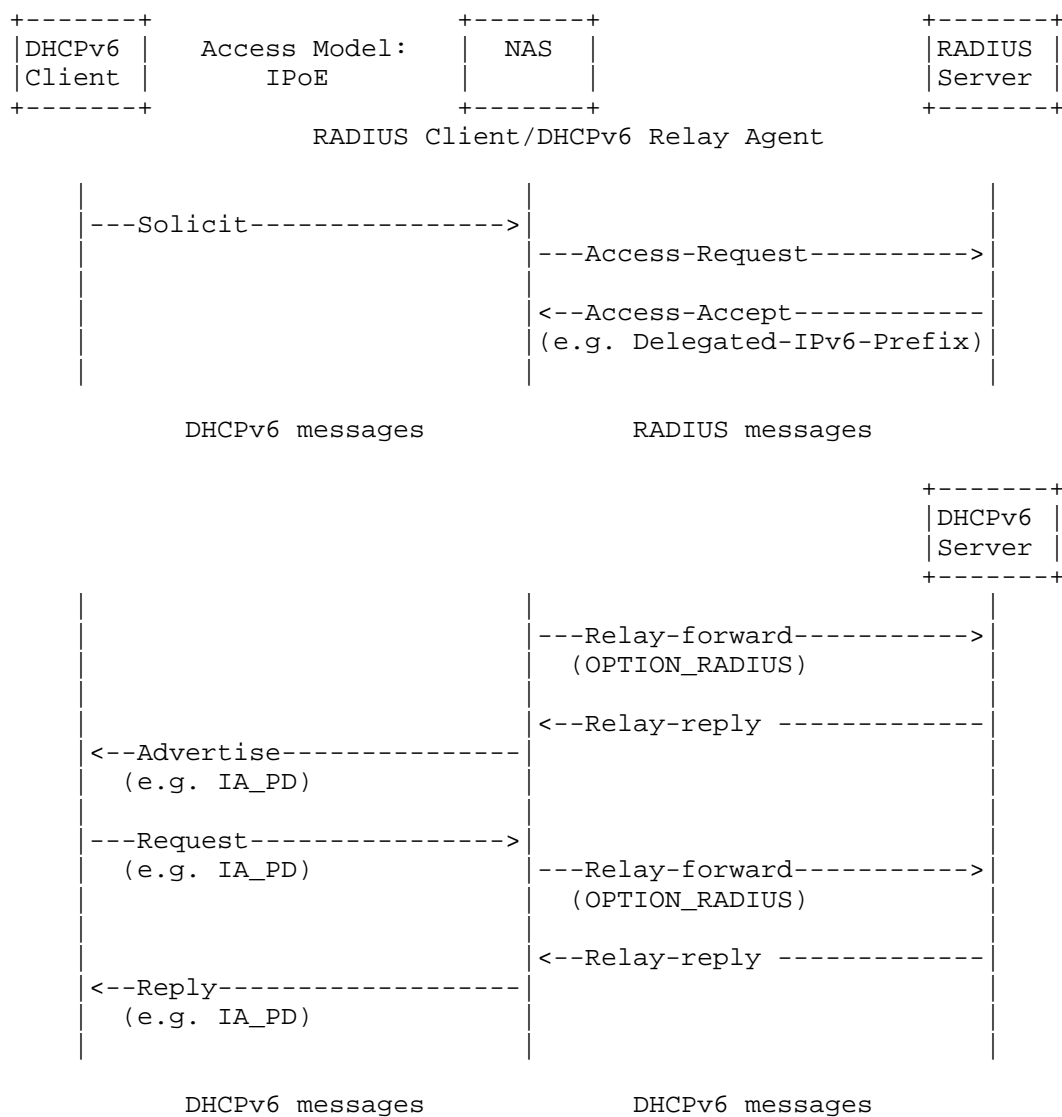 DHCPv6 Access Model: NAS RADIUS
Client IPoE Server
RADIUS Client/DHCPv6 Relay Agent
---Solicit---------------->
---Access-Request---------->
<--Access-Accept------------
(e.g. Delegated-IPv6-Prefix)
DHCPv6 messages RADIUS messages
DHCPv6
Server
---Relay-forward----------->
(OPTION_RADIUS)
<--Relay-reply -------------
<--Advertise---------------
(e.g. IA_PD)
---Request---------------->
(e.g. IA_PD) ---Relay-forward----------->
(OPTION_RADIUS)
<--Relay-reply -------------
<--Reply-------------------
(e.g. IA_PD)
DHCPv6 messages DHCPv6 messages